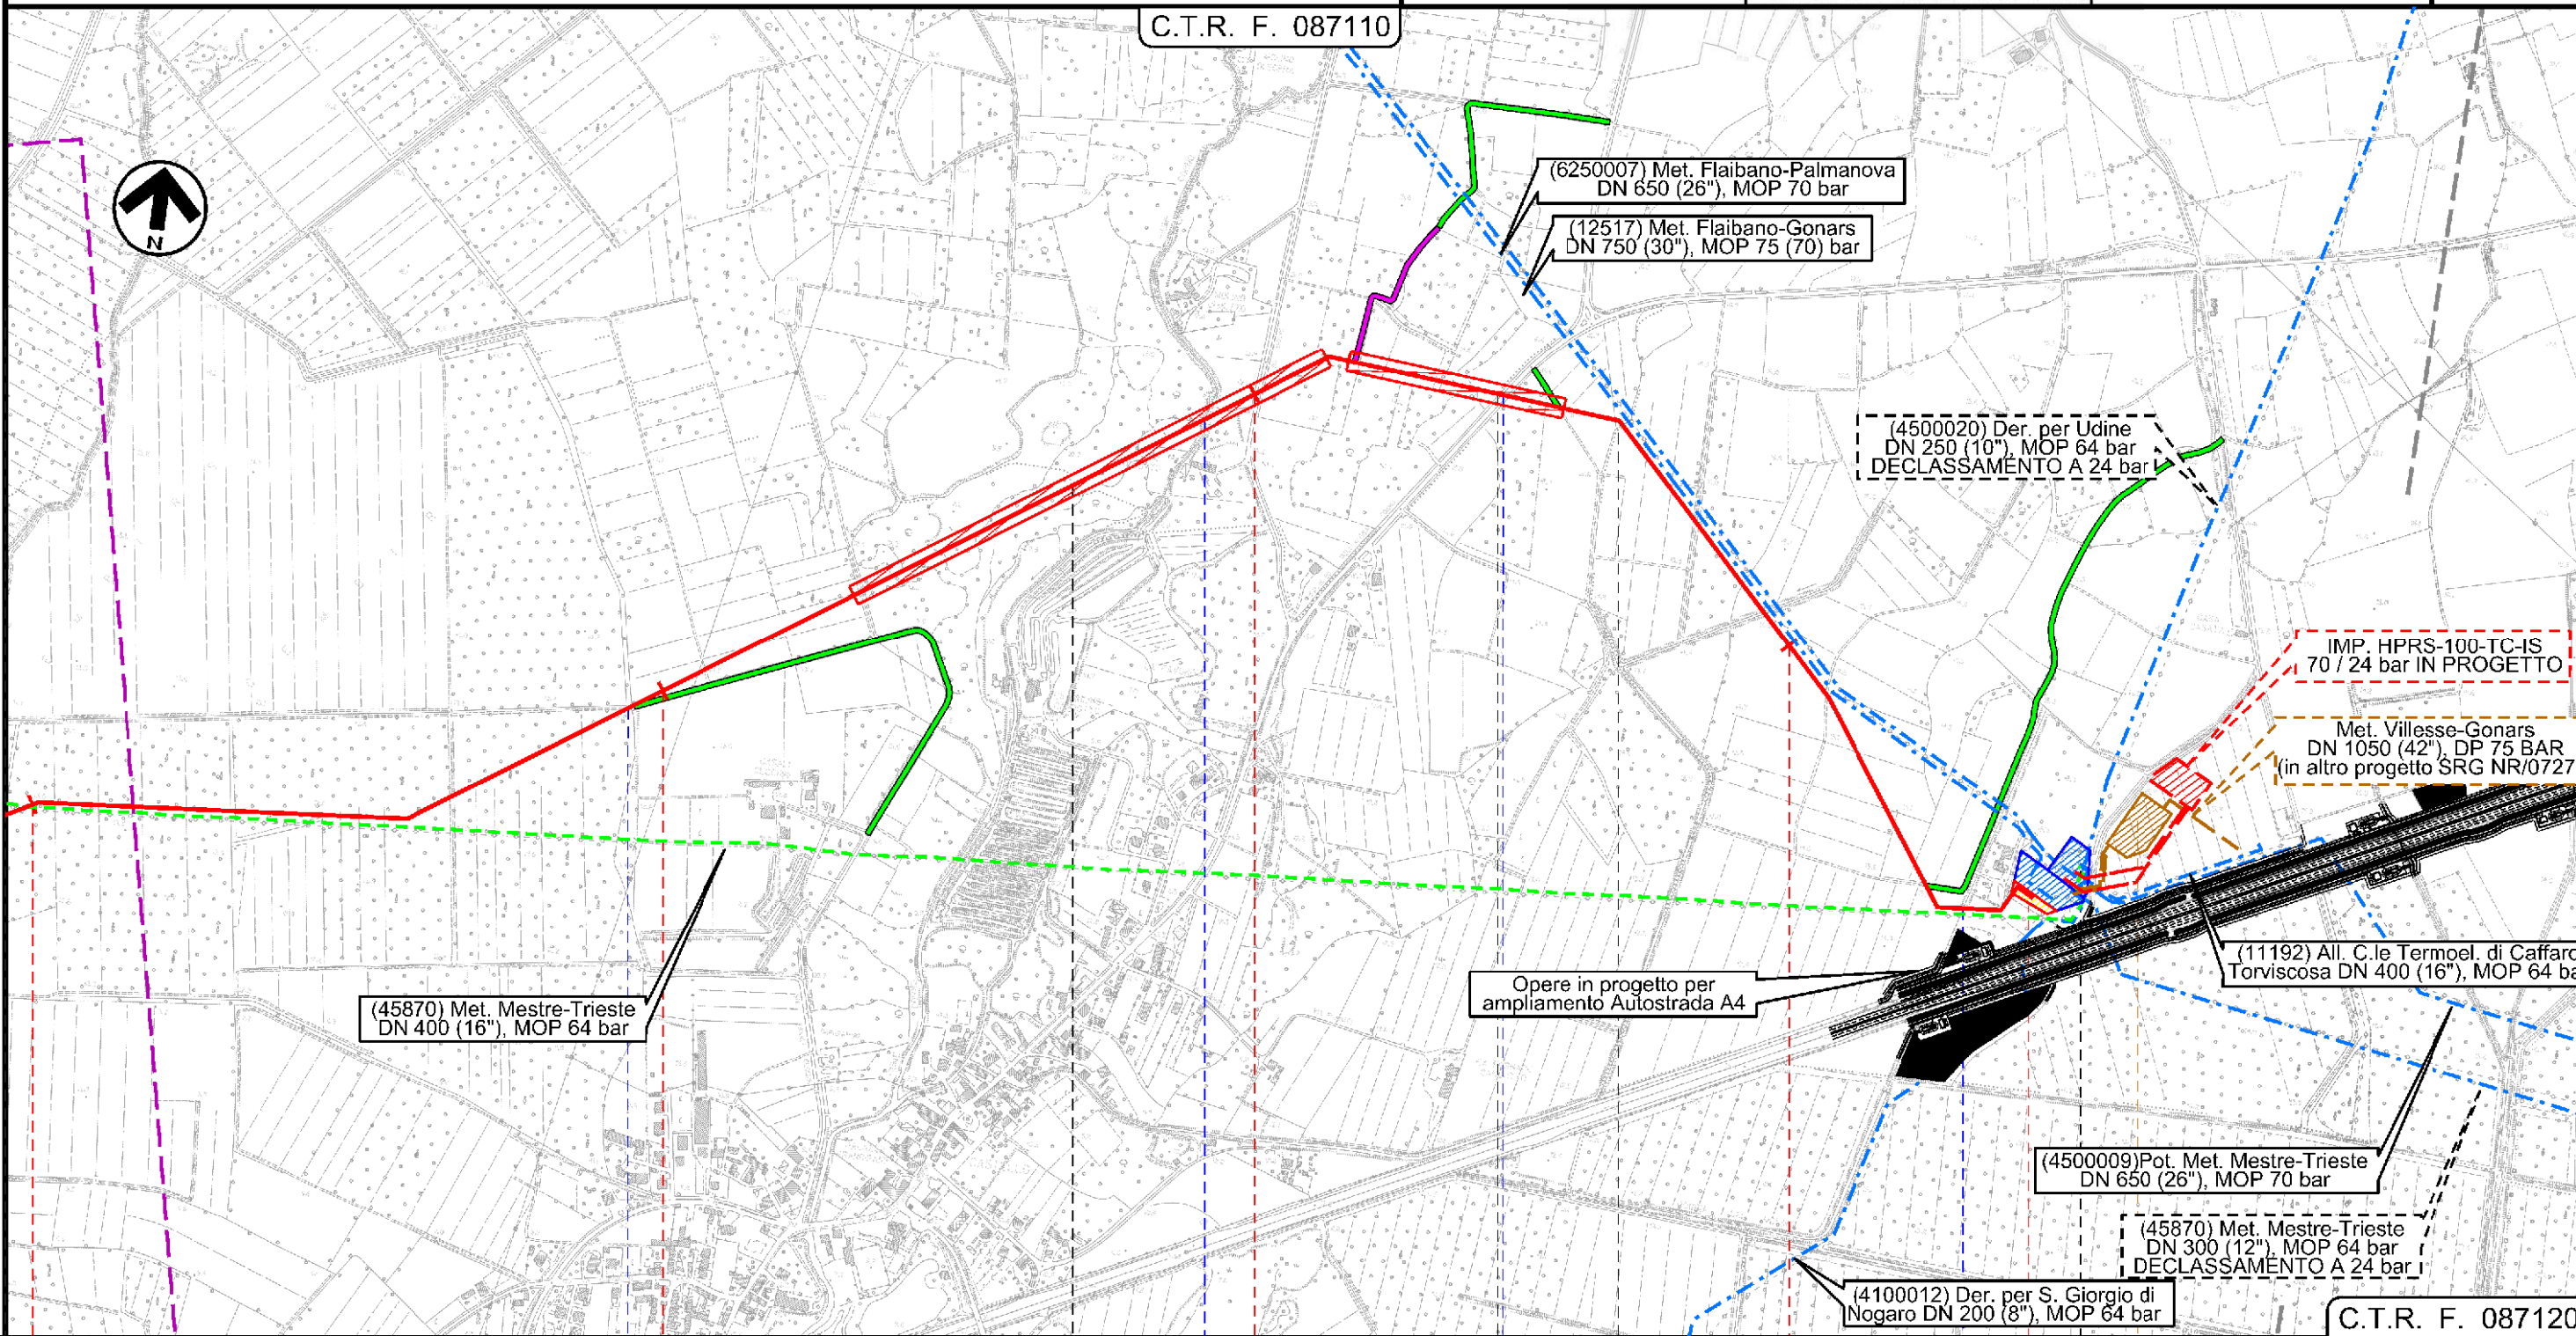 C.T.R. F. 087110
N
(6250007) Met. Flaibano-Palmanova
DN 650 (26"), MOP 70 bar
(12517) Met. Flaibano-Gonars
DN 750 (30"), MOP 75 (70) bar
(4500020) Der. per Udine
DN 250 (10"), MOP 64 bar
DECLASSAMENTO A 24 bar
IMP. HPRS-100-TC-IS
70 / 24 bar IN PROGETTO
Met. Villesse-Gonars
DN 1050 (42"), DP 75 BAR
(in altro progetto SRG NR/0727
(11192) All. C.le Termoel. di Caffaro
Torviscosa DN 400 (16"), MOP 64 ba
Opere in progetto per
ampliamento Autostrada A4
(45870) Met. Mestre-Trieste
DN 400 (16"), MOP 64 bar
(4500009)Pot. Met. Mestre-Trieste
DN 650 (26"), MOP 70 bar
(45870) Met. Mestre-Trieste
DN 300 (12"), MOP 64 bar
DECLASSAMENTO A 24 bar
(4100012) Der. per S. Giorgio di
Nogaro DN 200 (8"), MOP 64 bar
C.T.R. F. 087120